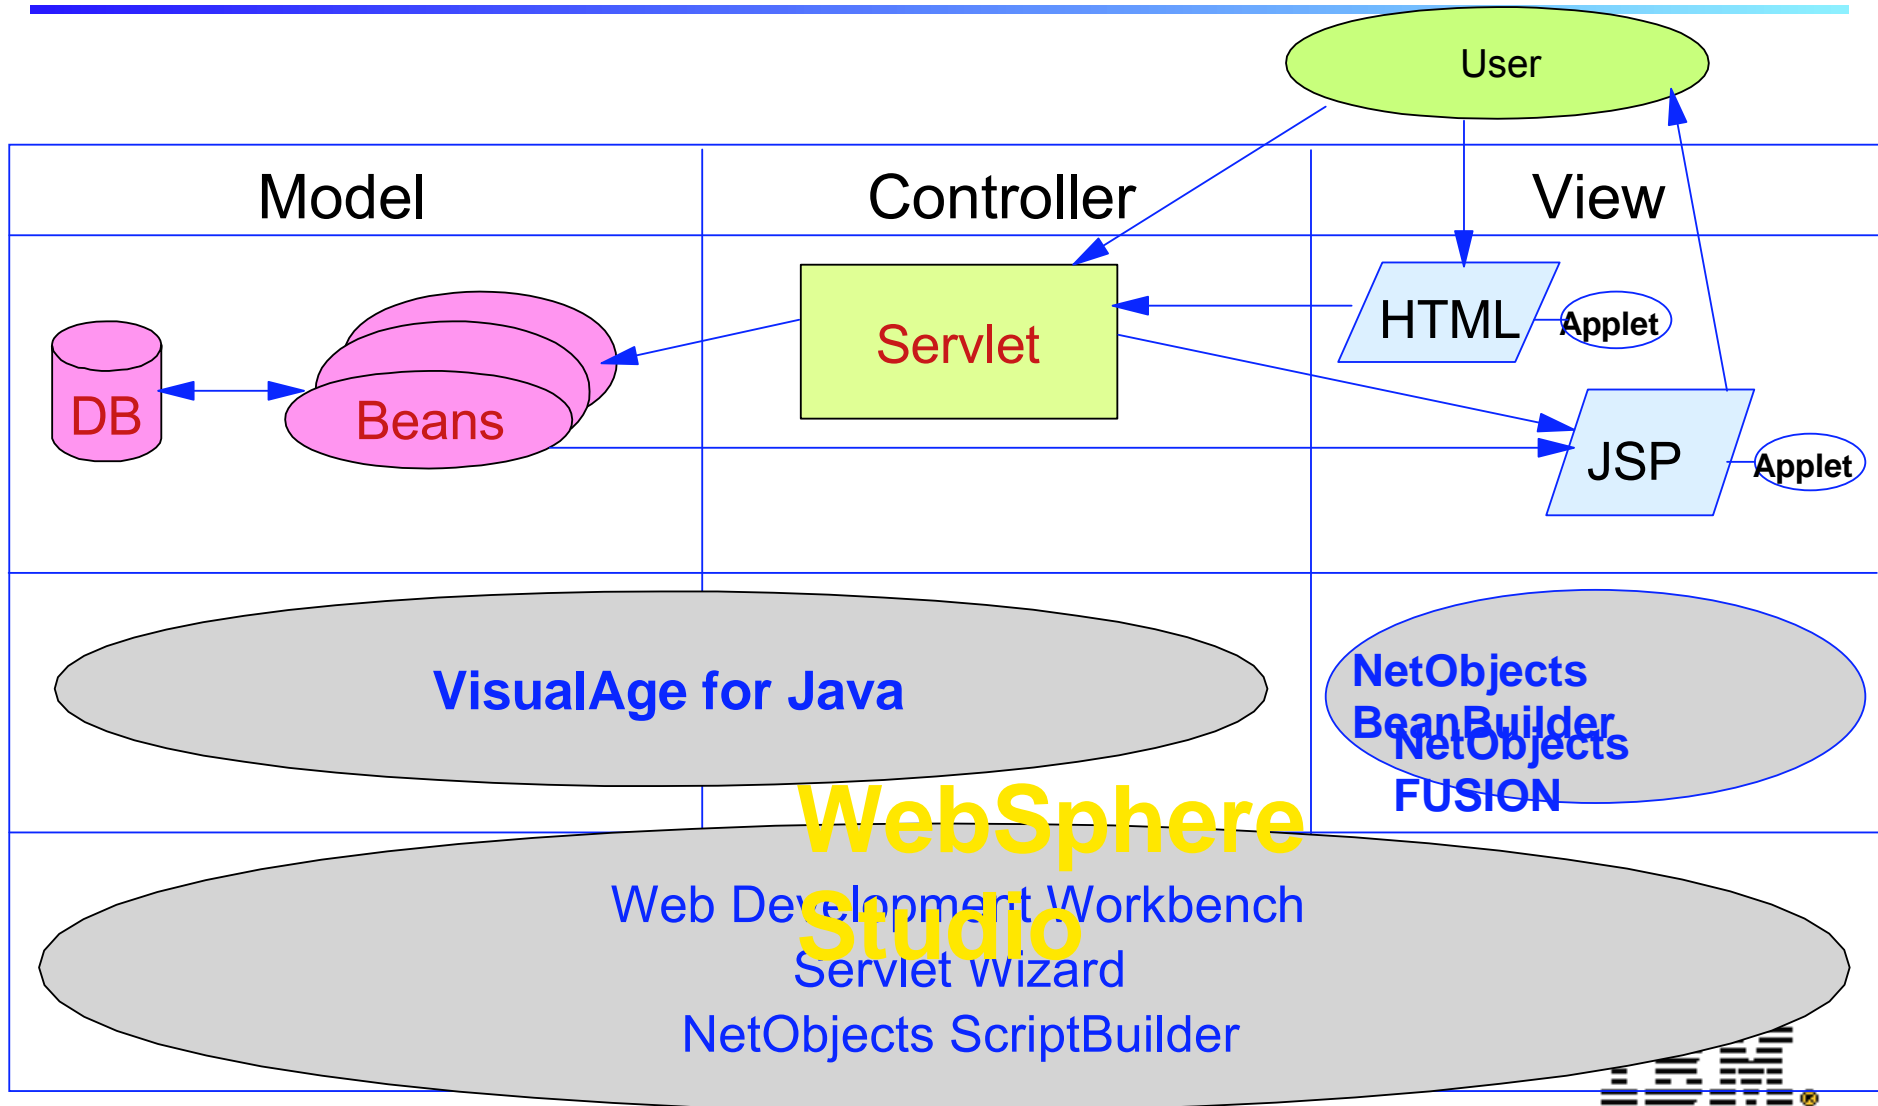 User
Model
Controller
View
HTML
Applet
Servlet
DB
Beans
JSP
Applet
VisualAge for Java
NetObjects
BeanBuilder
NetObjects
FUSION
WebSphere
Studio
Web Development Workbench
Servlet Wizard
NetObjects ScriptBuilder
IBM